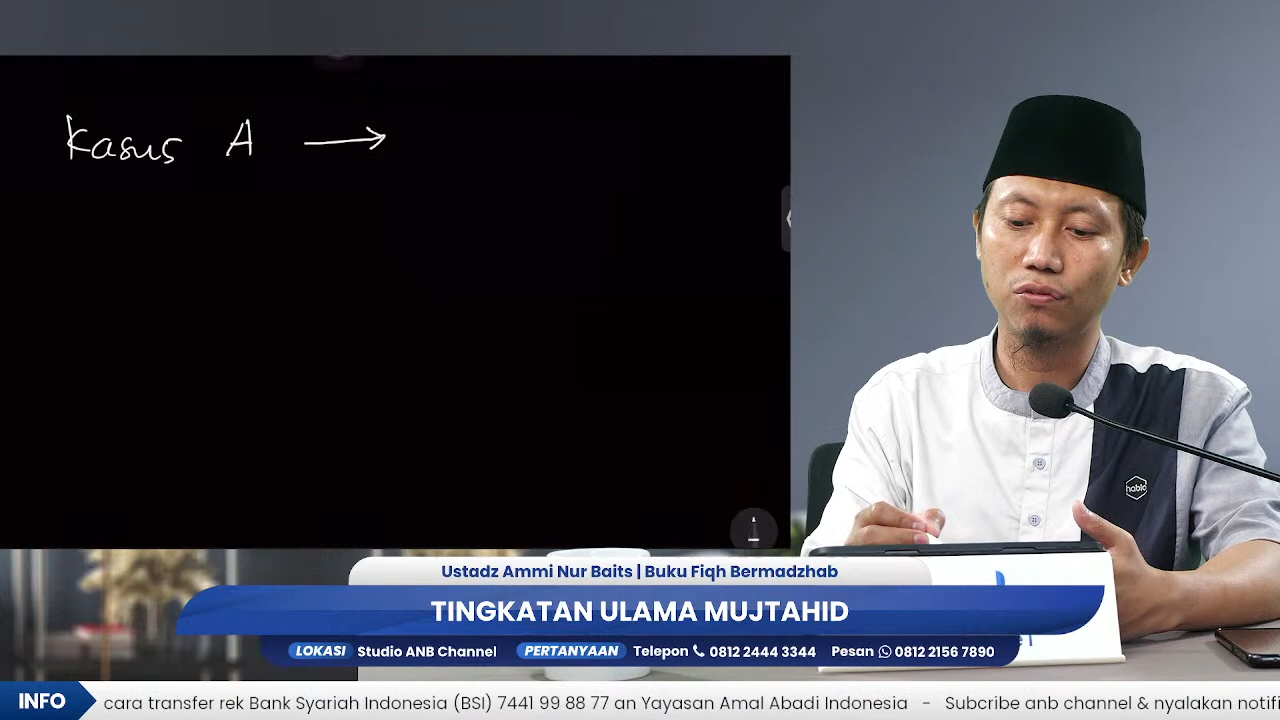 Kasus A →
hablo
Ustadz Ammi Nur Baits | Buku Fiqh Bermadzhab
TINGKATAN ULAMA MUJTAHID
LOKASI Studio ANB Channel PERTANYAAN Telepon 0812 2444 3344 Pesan 0812 2156 7890
INFO cara transfer rek Bank Syariah Indonesia (BSI) 7441 99 88 77 an Yayasan Amal Abadi Indonesia - Subcribe anb channel & nyalakan notifi